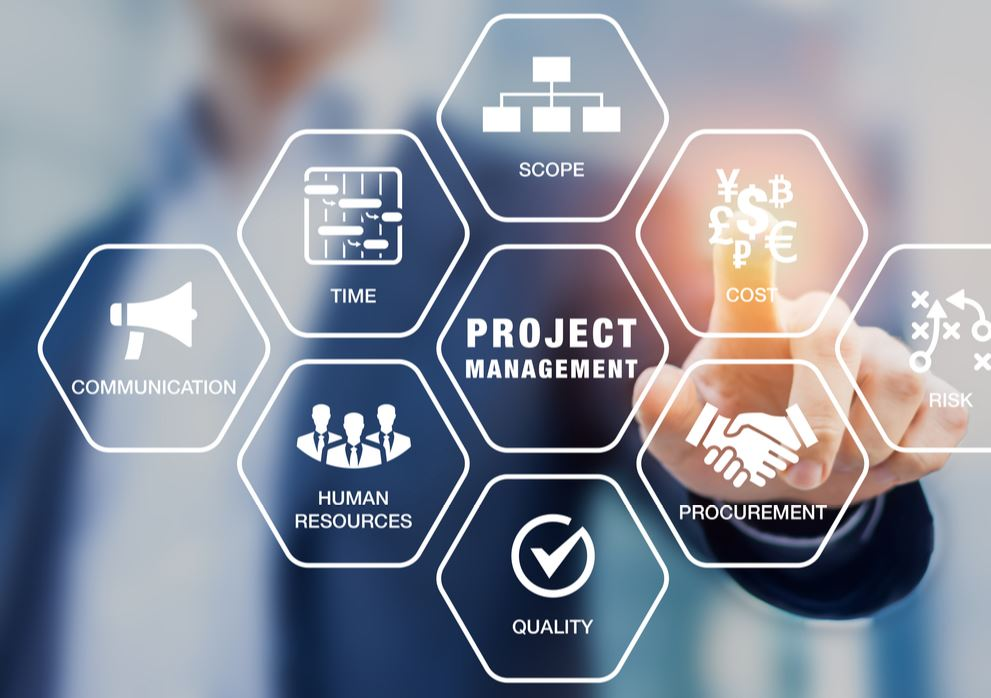 SCOPE
TIME
COST
COMMUNICATION
PROJECT
MANAGEMENT
RISK
HUMAN
RESOURCES
PROCUREMENT
QUALITY